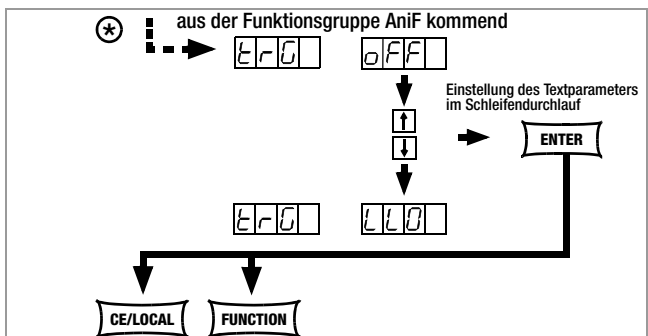 aus der Funktionsgruppe AniF kommend
trG oFF
Einstellung des Textparameters
im Schleifendurchlauf
↑
↓
ENTER
trG LLO
CE/LOCAL FUNCTION